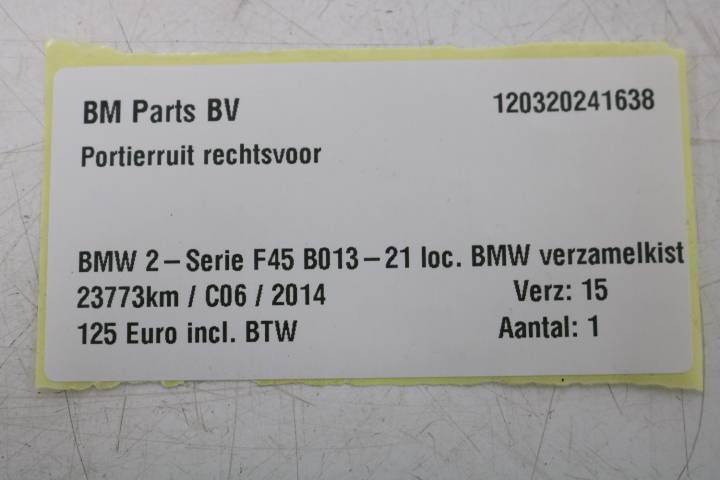 BM Parts BV 120320241638
Portierruit rechtsvoor
BMW 2-Serie F45 B013-21 loc. BMW verzamelkist
23773km / C06 / 2014 Verz: 15
125 Euro incl. BTW Aantal: 1